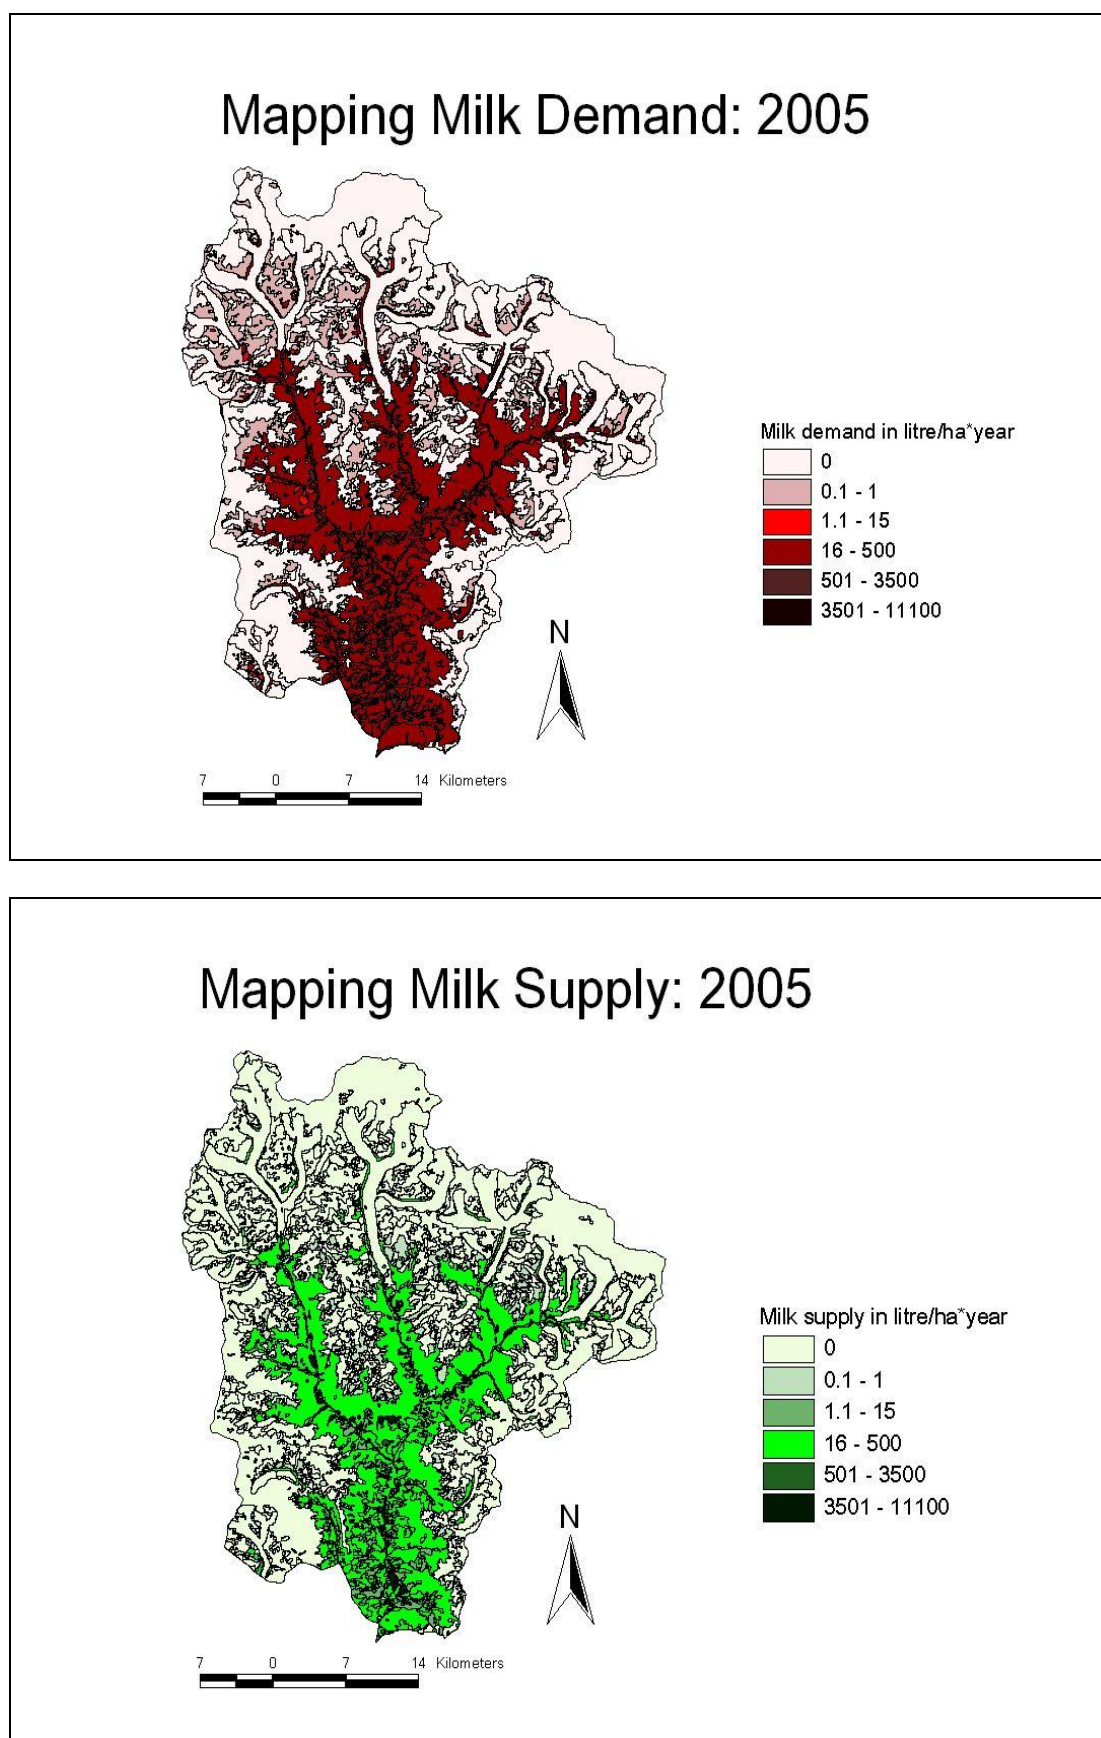 Mapping Milk Demand: 2005
Milk demand in litre/ha*year
0
0.1 - 1
1.1 - 15
16 - 500
501 - 3500
3501 - 11100
N
7 0 7 14 Kilometers
Mapping Milk Supply: 2005
Milk supply in litre/ha*year
0
0.1 - 1
1.1 - 15
16 - 500
501 - 3500
3501 - 11100
N
7 0 7 14 Kilometers